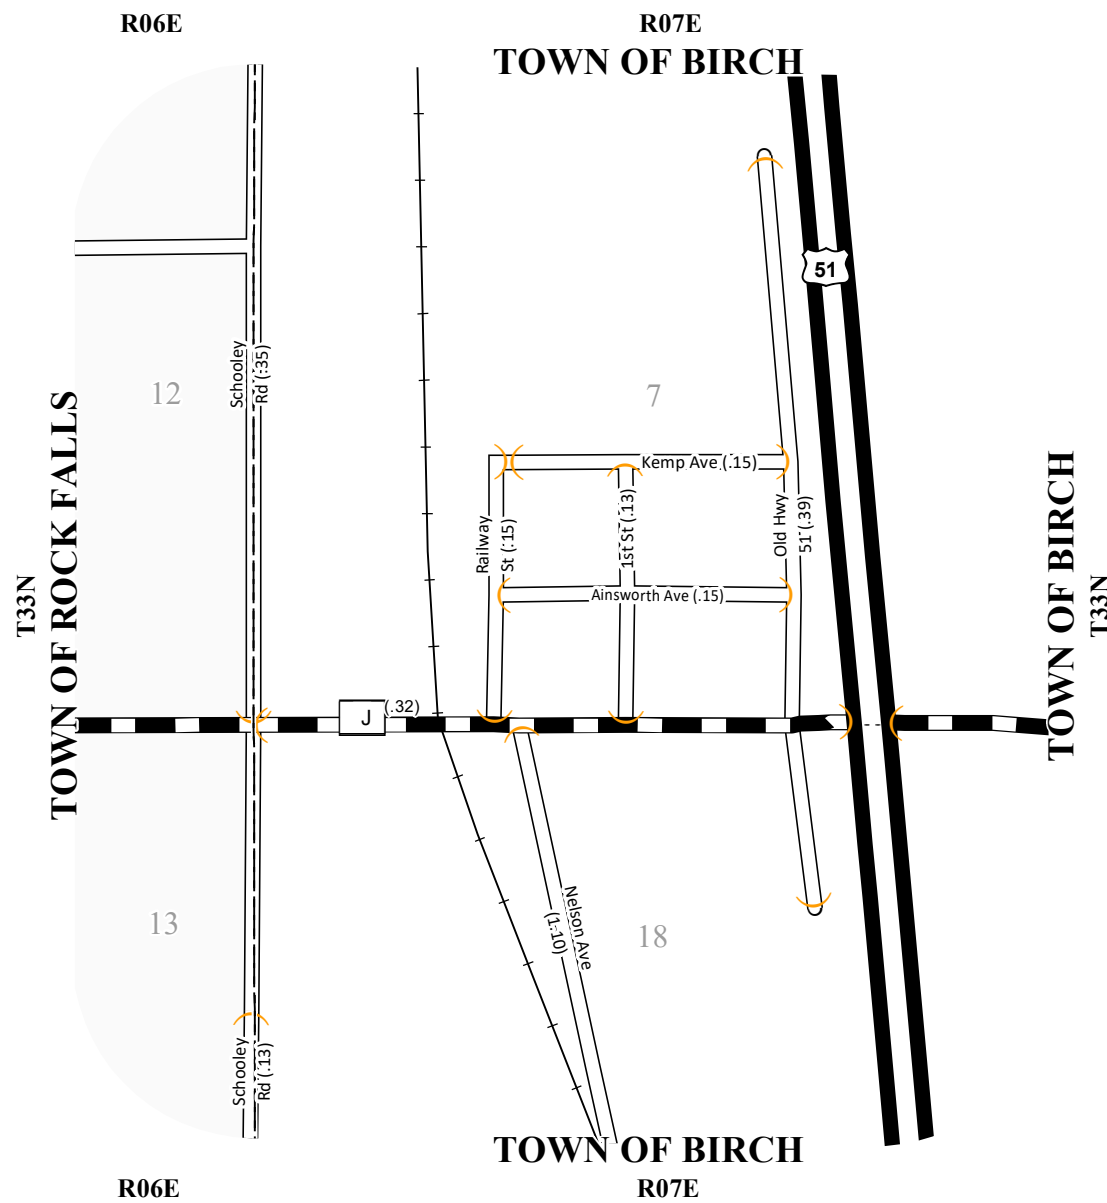 R06E
R07E
TOWN OF BIRCH
51
Schooley
Rd (.35)
12
7
TOWN OF ROCK FALLS
T33N
Kemp Ave (.15)
Railway
St (.15)
1st St (.13)
Old Hwy
51 (.39)
TOWN OF BIRCH
T33N
Ainsworth Ave (.15)
J
(.32)
13
18
Nelson Ave
(1.10)
Schooley
Rd (.13)
TOWN OF BIRCH
R06E
R07E